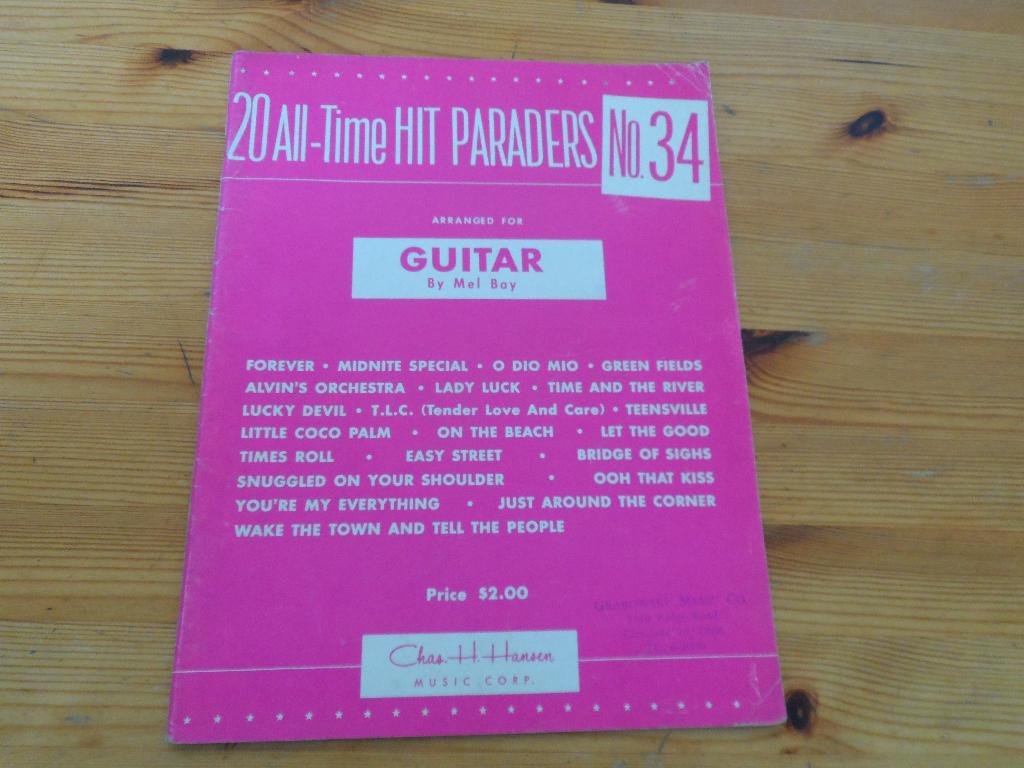 20 All-Time HIT PARADERS No. 34
ARRANGED FOR
GUITAR
By Mel Bay
FOREVER • MIDNITE SPECIAL • O DIO MIO • GREEN FIELDS
ALVIN'S ORCHESTRA • LADY LUCK • TIME AND THE RIVER
LUCKY DEVIL • T.L.C. (Tender Love And Care) • TEENSVILLE
LITTLE COCO PALM • ON THE BEACH • LET THE GOOD
TIMES ROLL • EASY STREET • BRIDGE OF SIGHS
SNUGGLED ON YOUR SHOULDER • OOH THAT KISS
YOU'RE MY EVERYTHING • JUST AROUND THE CORNER
WAKE THE TOWN AND TELL THE PEOPLE
Price $2.00
Music Co.
Chas. H. Hansen
MUSIC CORP.